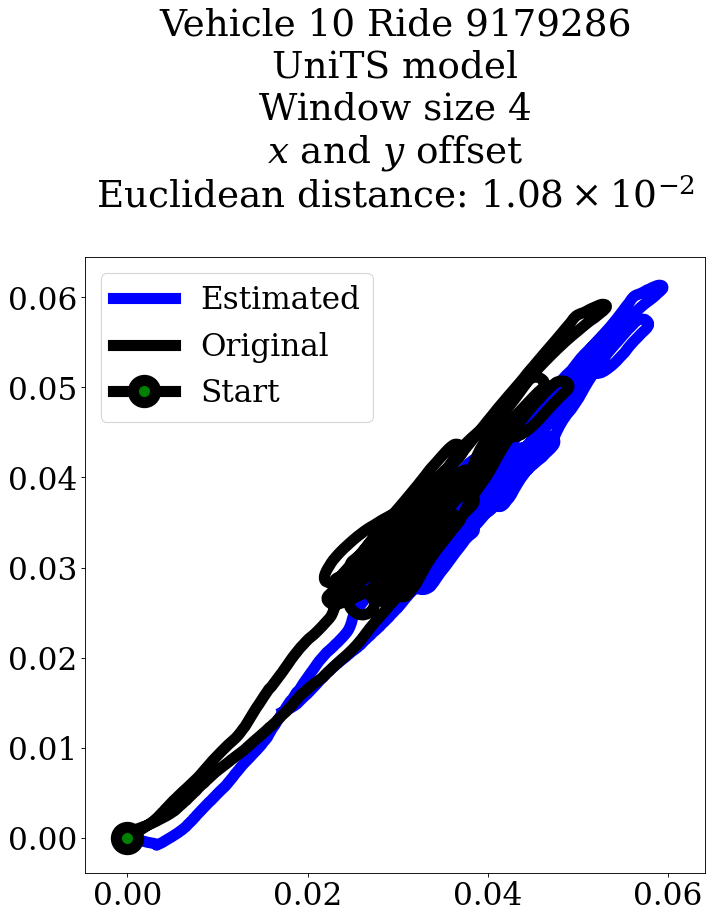 Vehicle 10 Ride 9179286
UniTS model
Window size 4
x and y offset
Euclidean distance: 1.08 × 10⁻²
Estimated
Original
Start
0.06
0.05
0.04
0.03
0.02
0.01
0.00
0.00 0.02 0.04 0.06